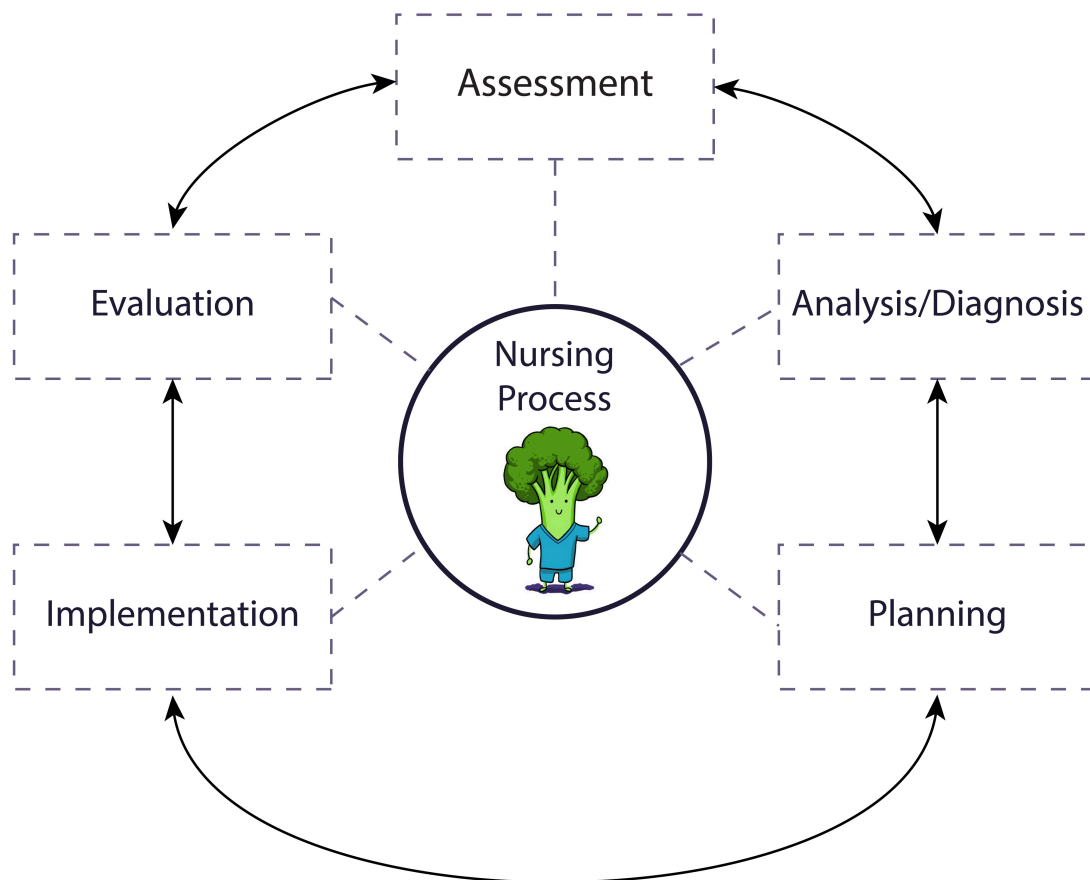 Assessment
Evaluation
Analysis/Diagnosis
Nursing
Process
Implementation
Planning